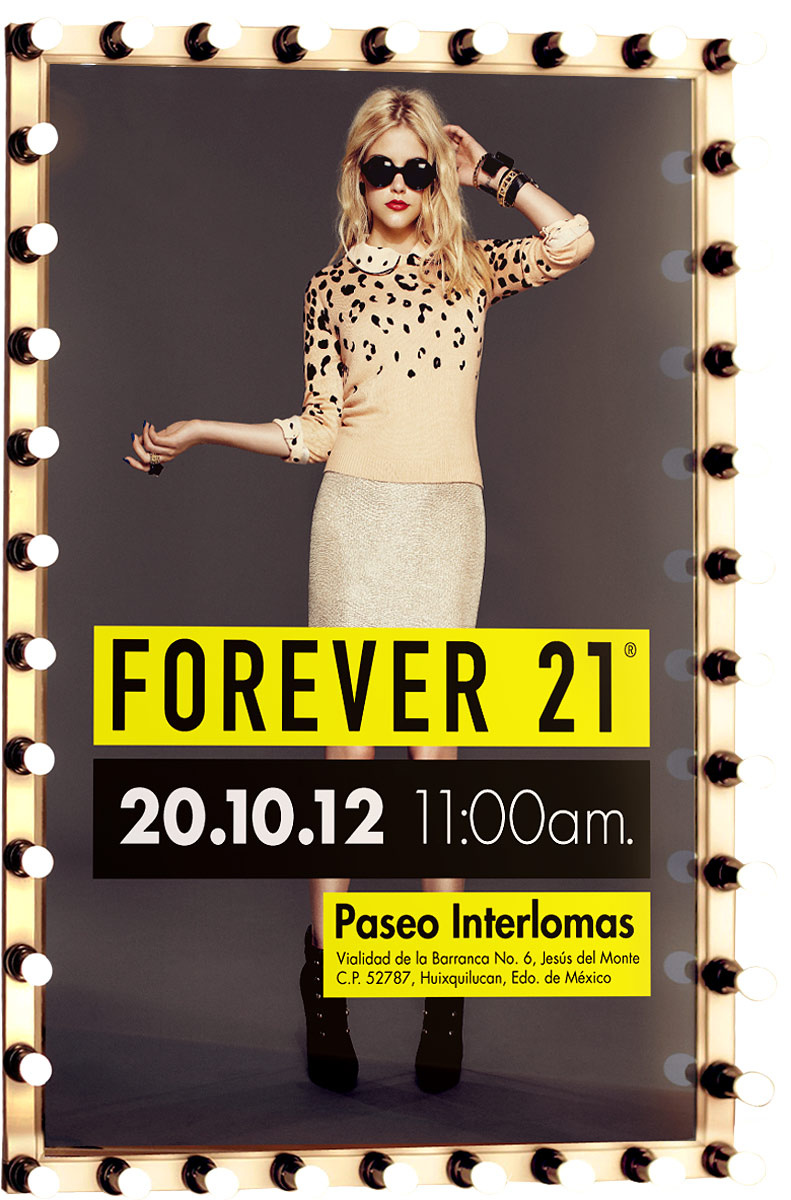 FOREVER 21®
20.10.12 11:00am.
Paseo Interlomas
Vialidad de la Barranca No. 6, Jesús del Monte
C.P. 52787, Huixquilucan, Edo. de México